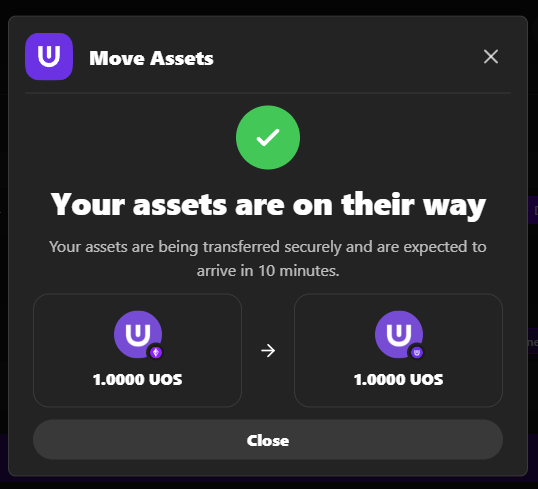 Move Assets
Your assets are on their way
Your assets are being transferred securely and are expected to
arrive in 10 minutes.
1.0000 UOS
1.0000 UOS
Close